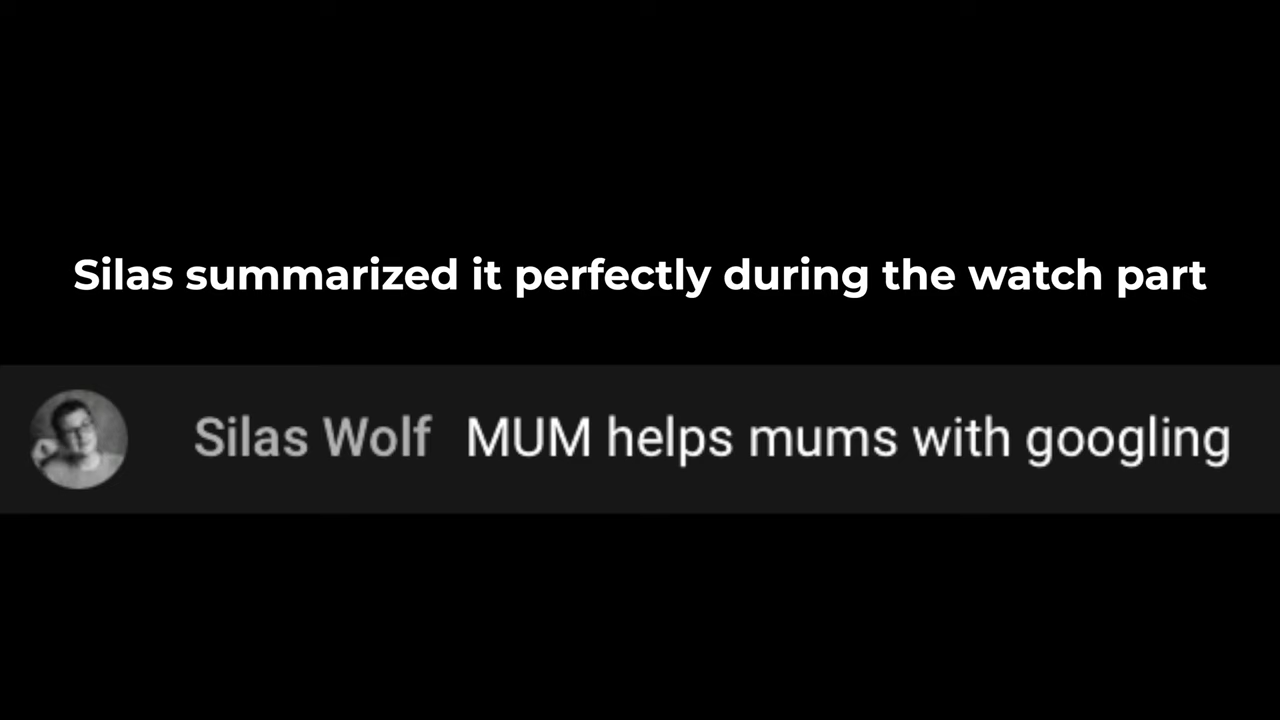 Silas summarized it perfectly during the watch part
Silas Wolf MUM helps mums with googling